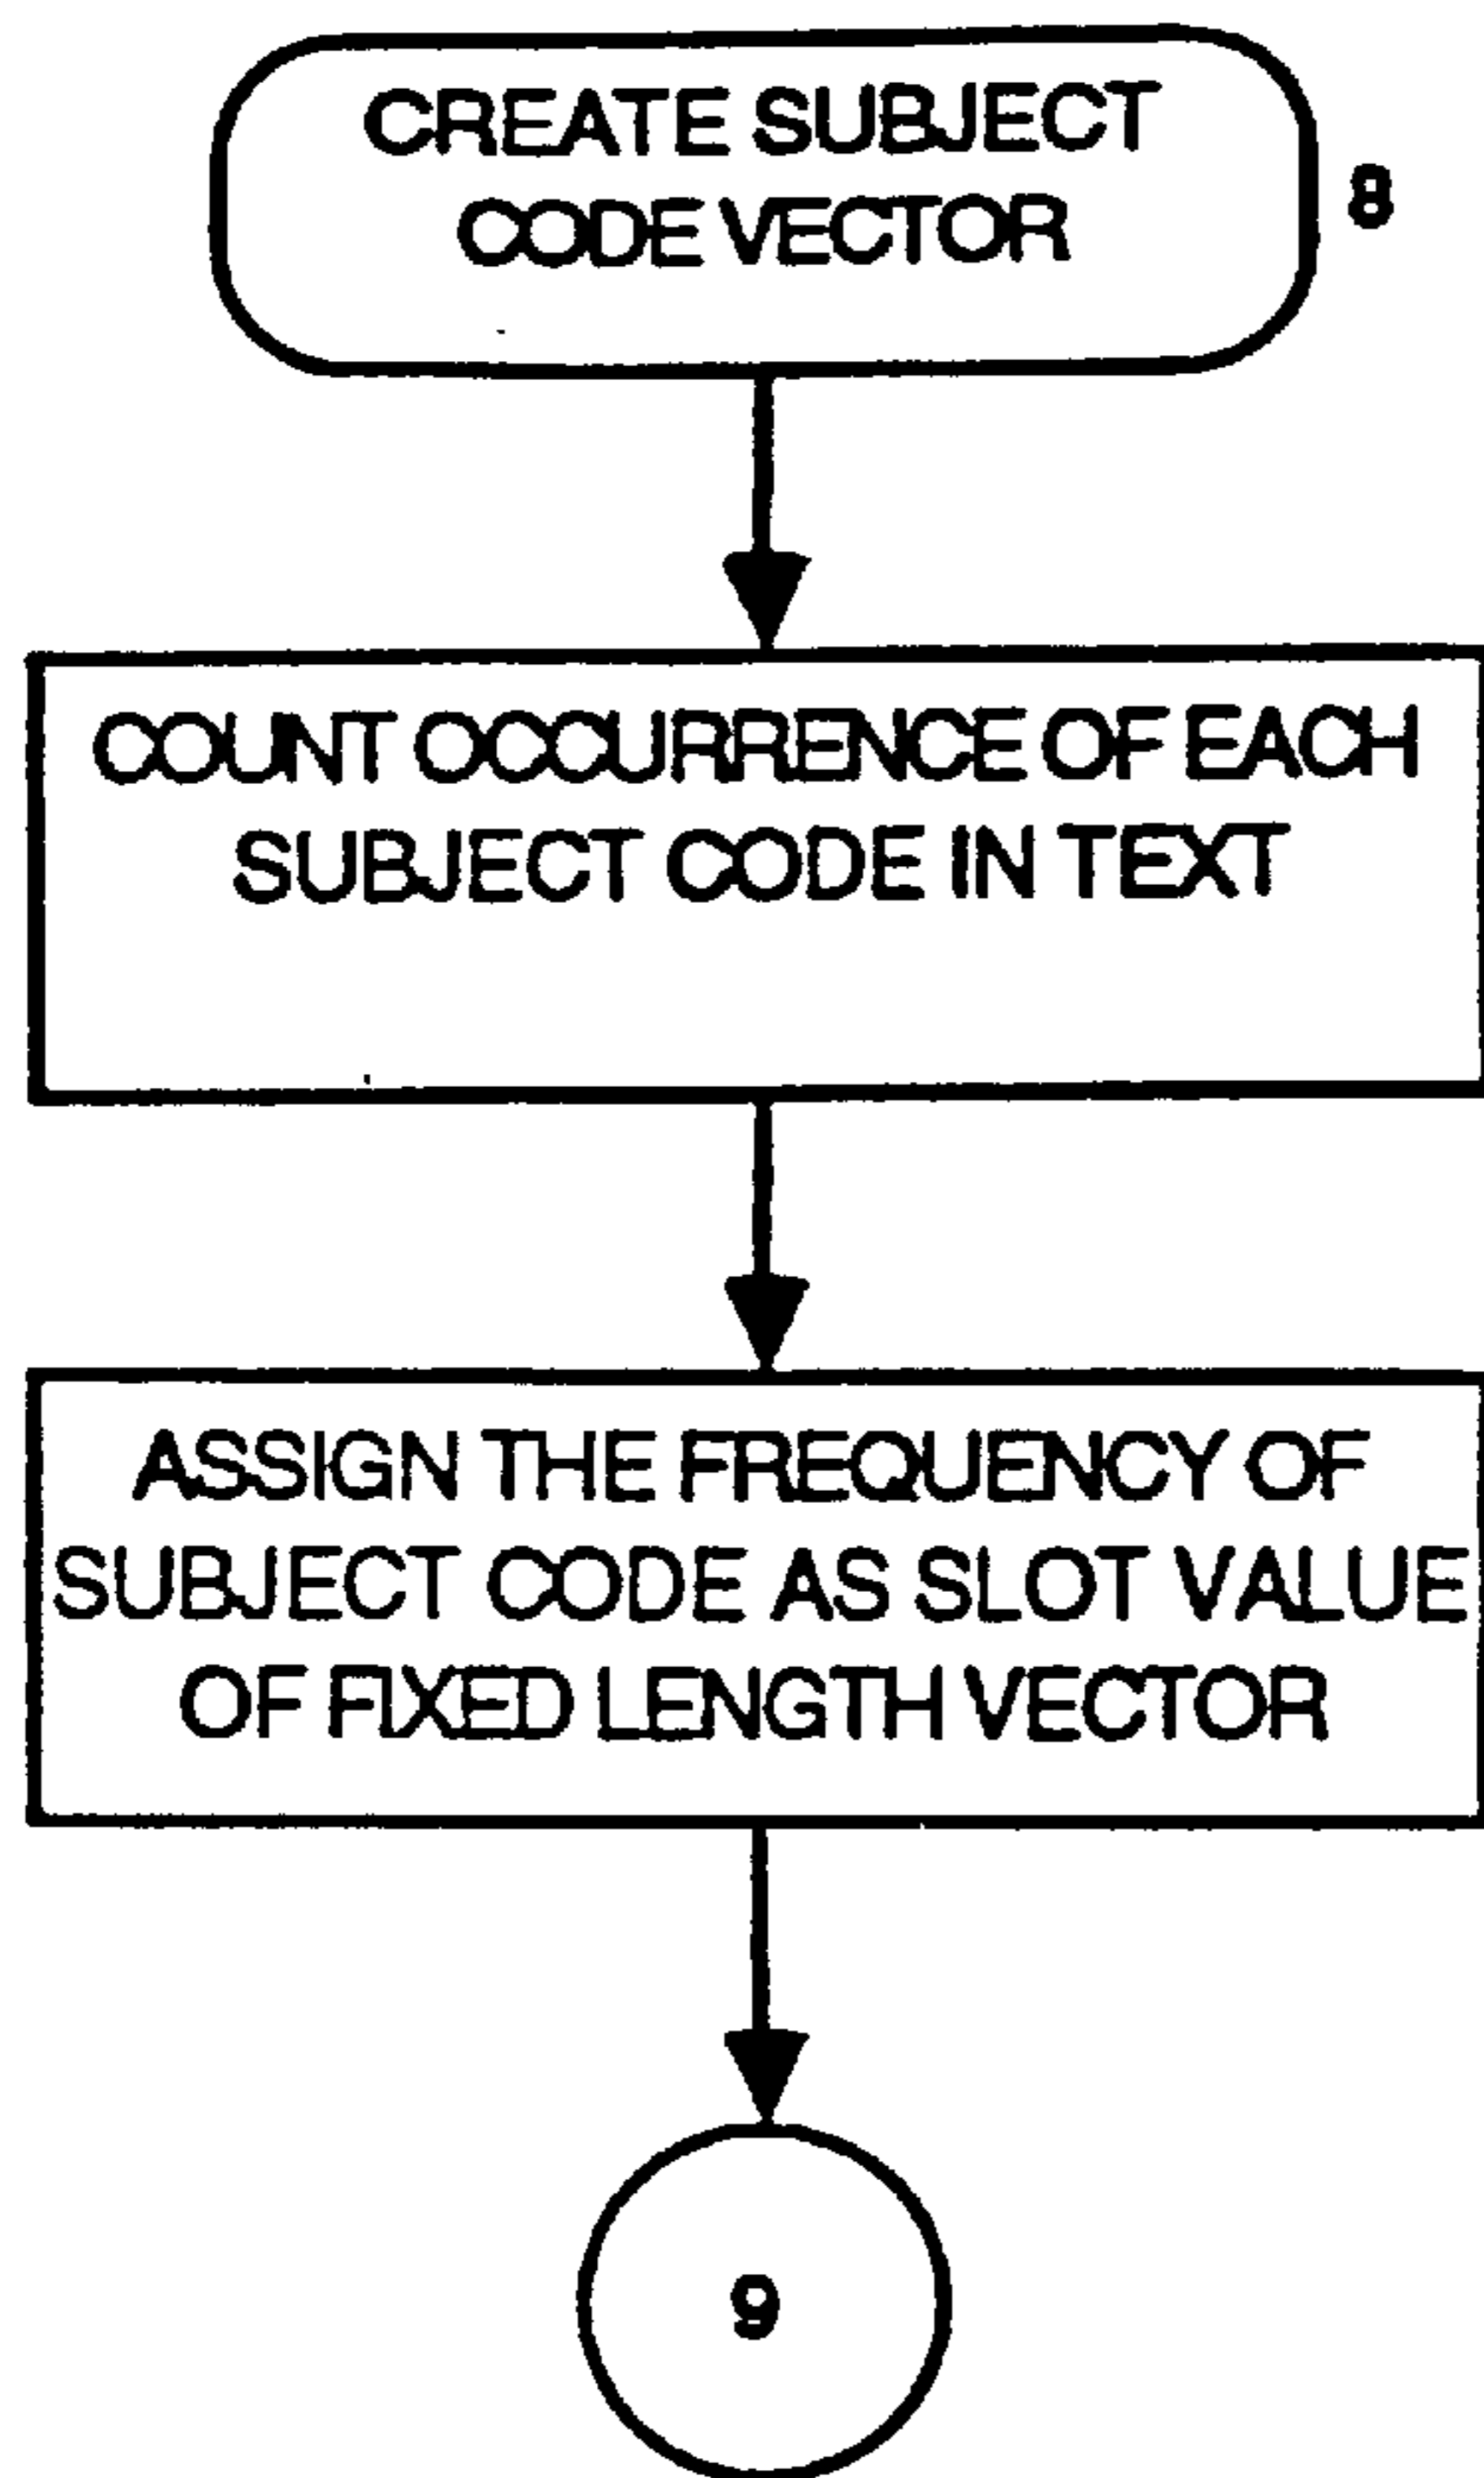 CREATE SUBJECT
CODE VECTOR
8
COUNT OCCURRENCE OF EACH
SUBJECT CODE IN TEXT
ASSIGN THE FREQUENCY OF
SUBJECT CODE AS SLOT VALUE
OF FIXED LENGTH VECTOR
9